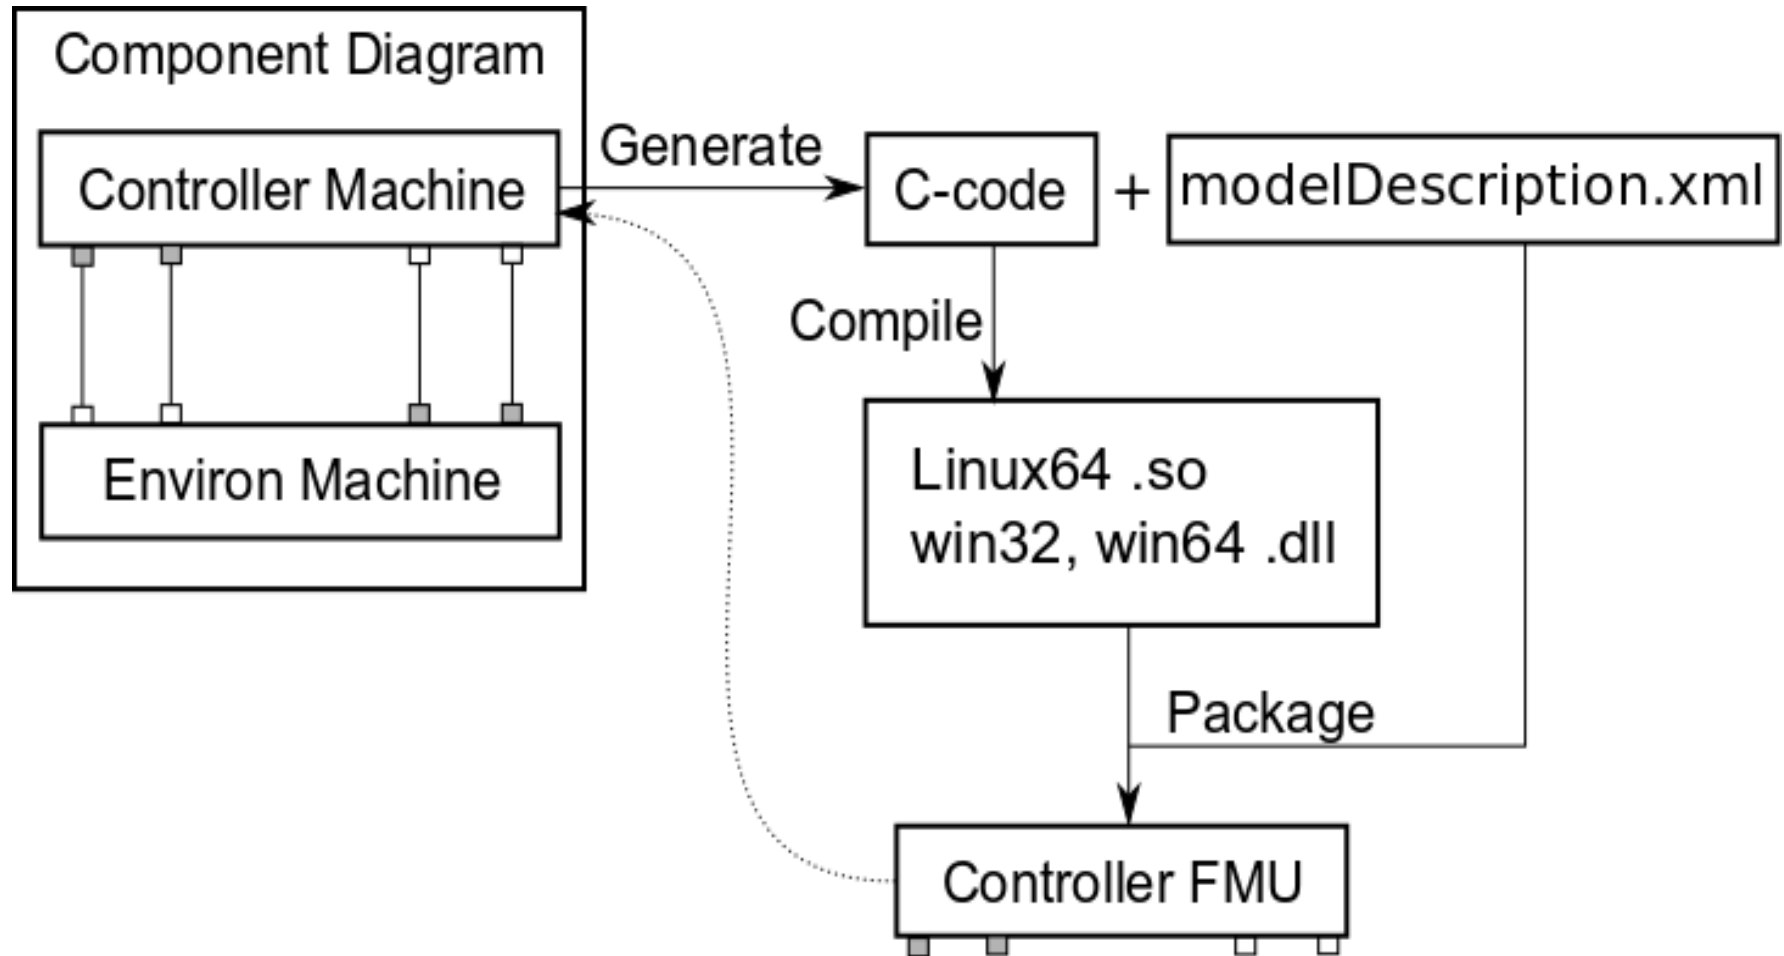 Component Diagram
Controller Machine
Environ Machine
Generate
C-code
+
modelDescription.xml
Compile
Linux64 .so
win32, win64 .dll
Package
Controller FMU